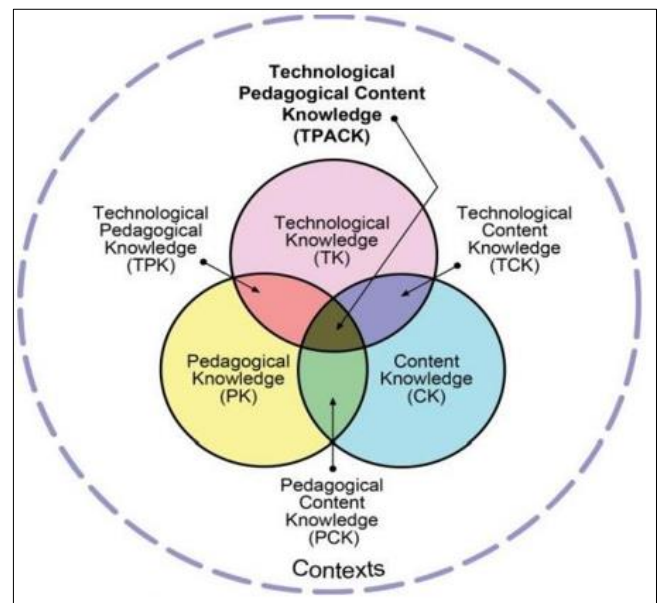 Technological
Pedagogical Content
Knowledge
(TPACK)
Technological
Pedagogical
Knowledge
(TPK)
Technological
Knowledge
(TK)
Technological
Content
Knowledge
(TCK)
Pedagogical
Knowledge
(PK)
Content
Knowledge
(CK)
Pedagogical
Content
Knowledge
(PCK)
Contexts